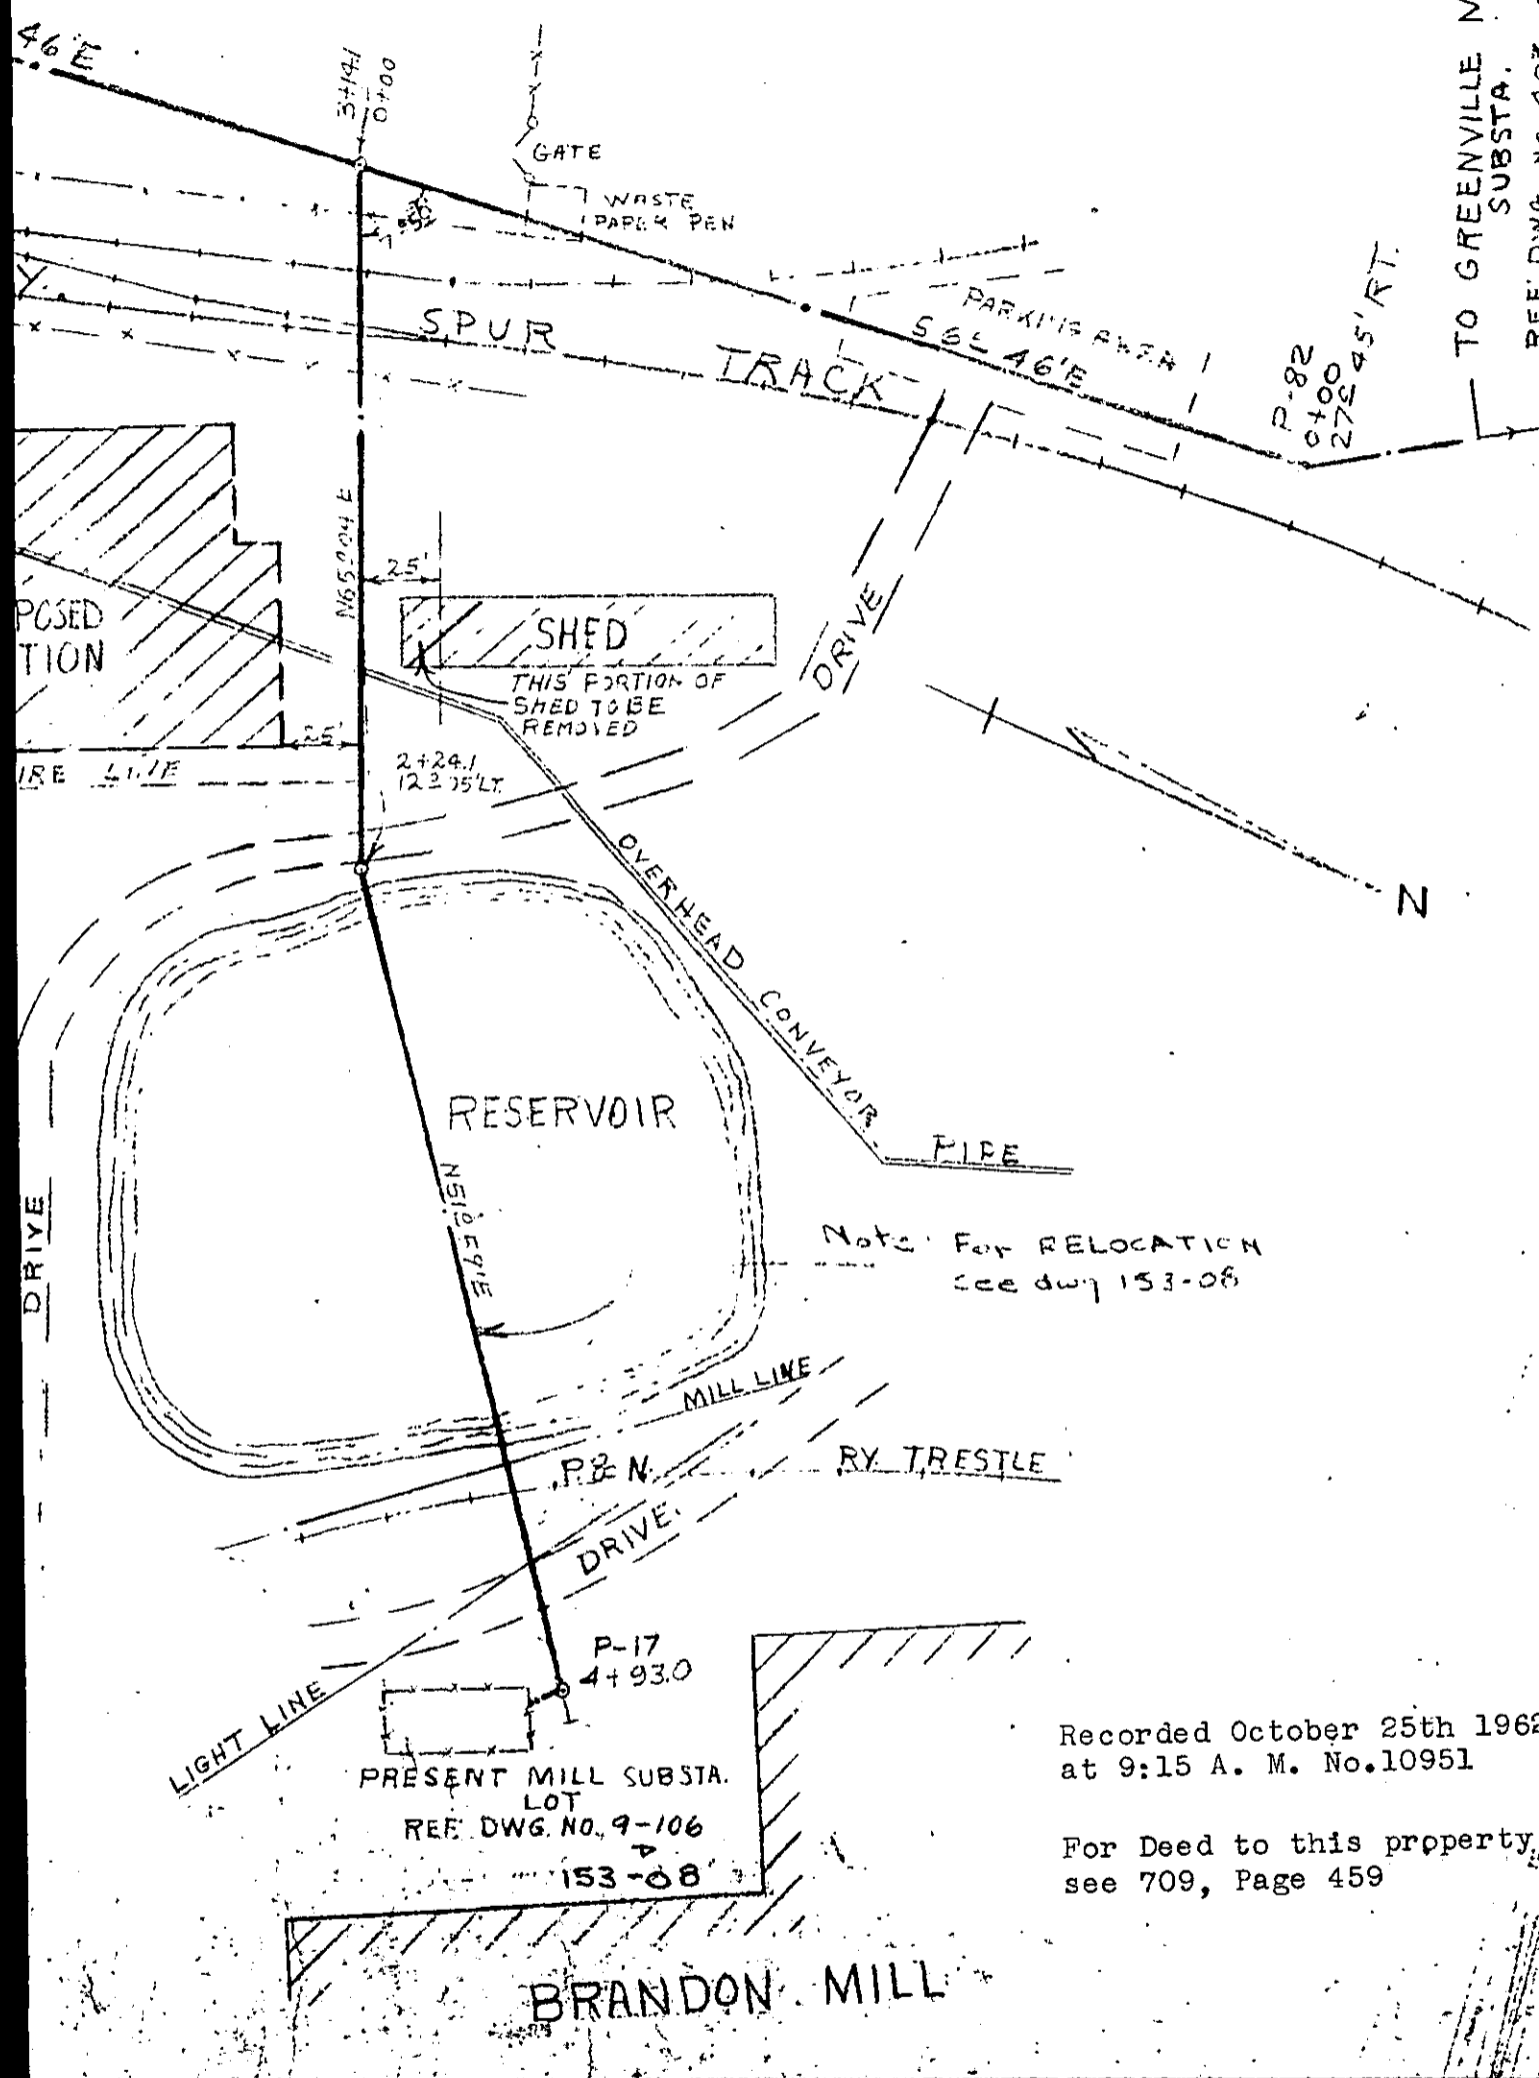 46'E
3+14.1
0+00
GATE
WASTE
PAPER PEN
TO GREENVILLE
SUBSTA.
SPUR TRACK
PARKING AREA
46'E
P-82
0+00
27° 45' RT.
N65°04'E
25'
POSED
TION
SHED
THIS PORTION OF
SHED TO BE
REMOVED
DRIVE
25'
IRE LINE
2+24.1
OVERHEAD CONVEYOR
PIPE
N
RESERVOIR
N51°59'E
DRIVE
Note: For RELOCATION
see dwg 153-08
MILL LINE
P & N RY. TRESTLE
DRIVE
LIGHT LINE
P-17
4+93.0
PRESENT MILL SUBSTA.
LOT
REF. DWG. NO. 9-106
153-08
Recorded October 25th 1962
at 9:15 A. M. No.10951
For Deed to this property,
see 709, Page 459
BRANDON MILL